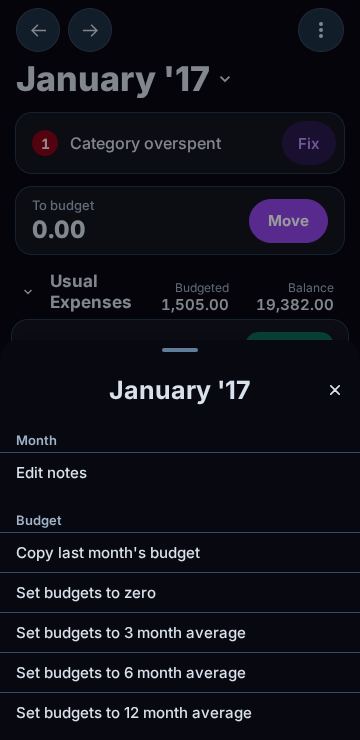 January '17
1 Category overspent Fix
To budget
0.00
Move
Usual
Expenses
Budgeted
1,505.00
Balance
19,382.00
January '17
Month
Edit notes
Budget
Copy last month's budget
Set budgets to zero
Set budgets to 3 month average
Set budgets to 6 month average
Set budgets to 12 month average